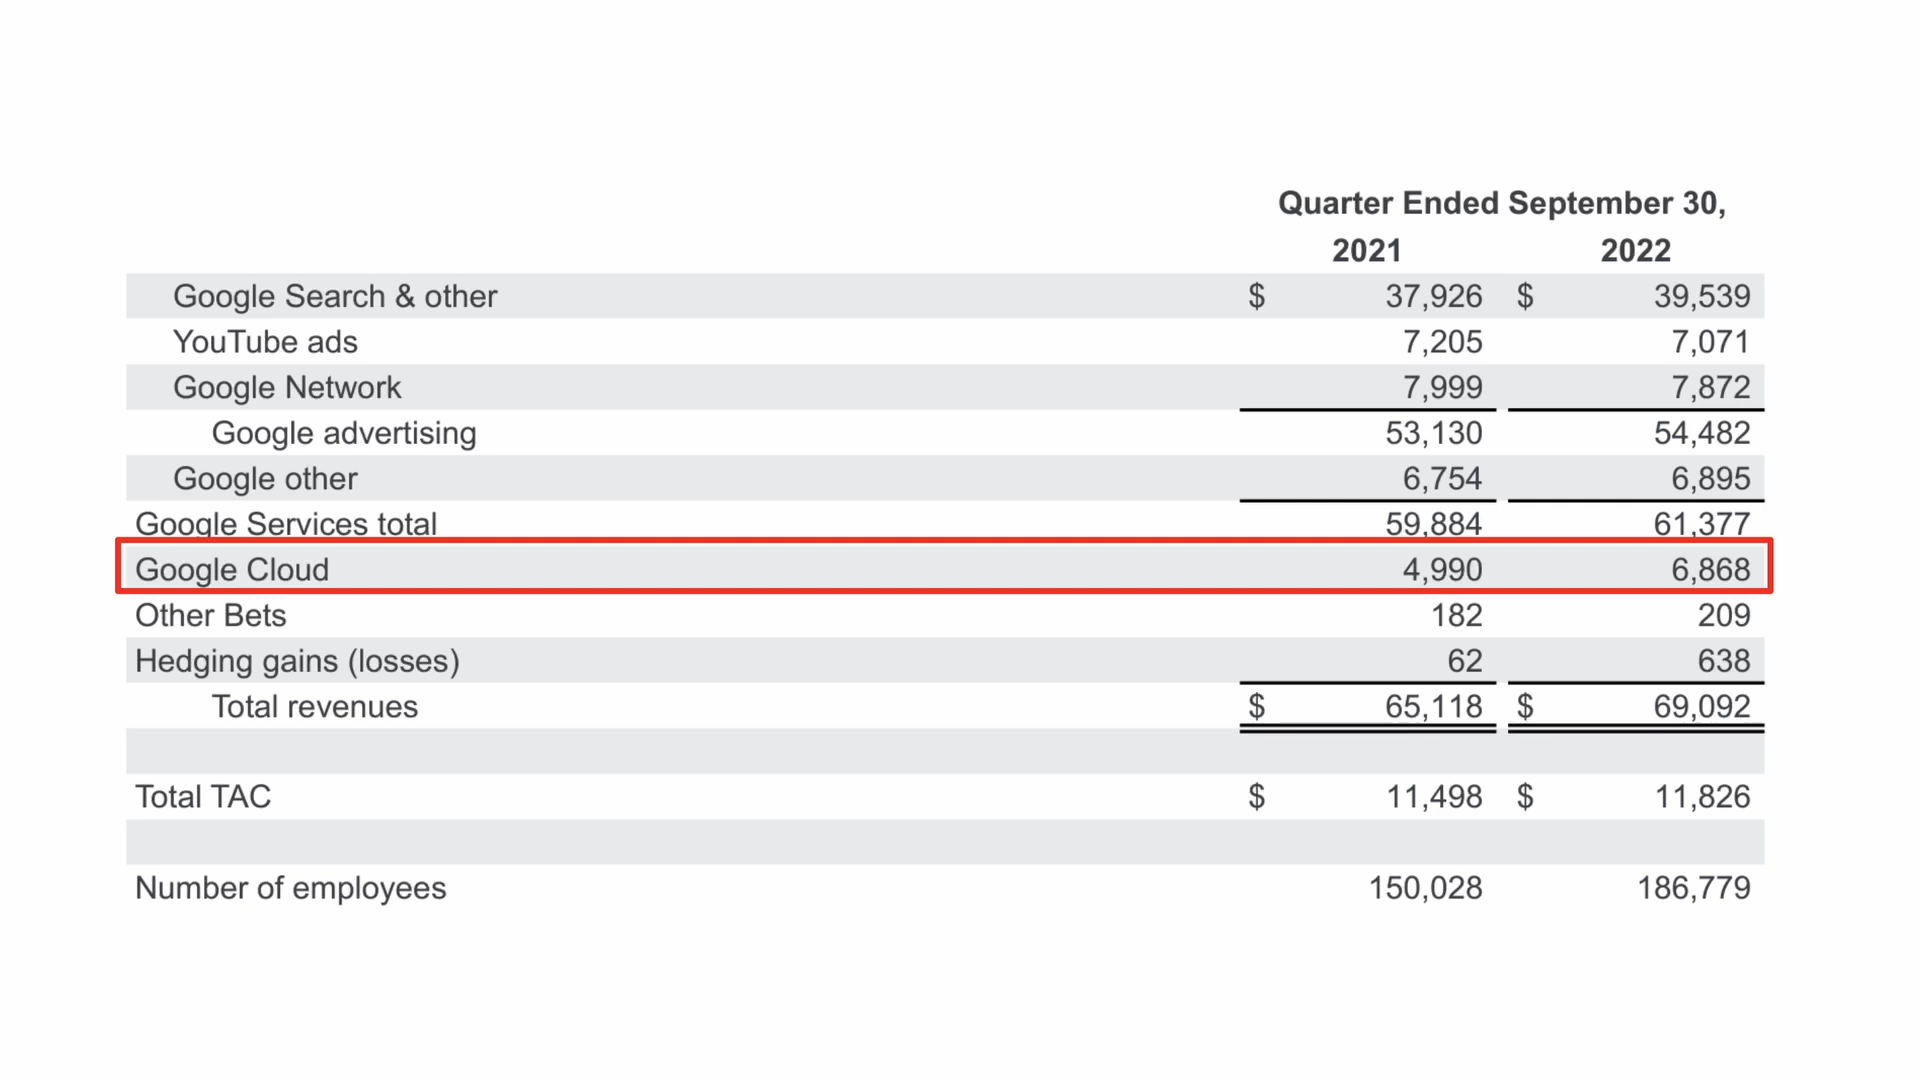 Quarter Ended September 30,
2021 2022
Google Search & other $ 37,926 $ 39,539
YouTube ads 7,205 7,071
Google Network 7,999 7,872
Google advertising 53,130 54,482
Google other 6,754 6,895
Google Services total 59,884 61,377
Google Cloud 4,990 6,868
Other Bets 182 209
Hedging gains (losses) 62 638
Total revenues $ 65,118 $ 69,092
Total TAC $ 11,498 $ 11,826
Number of employees 150,028 186,779